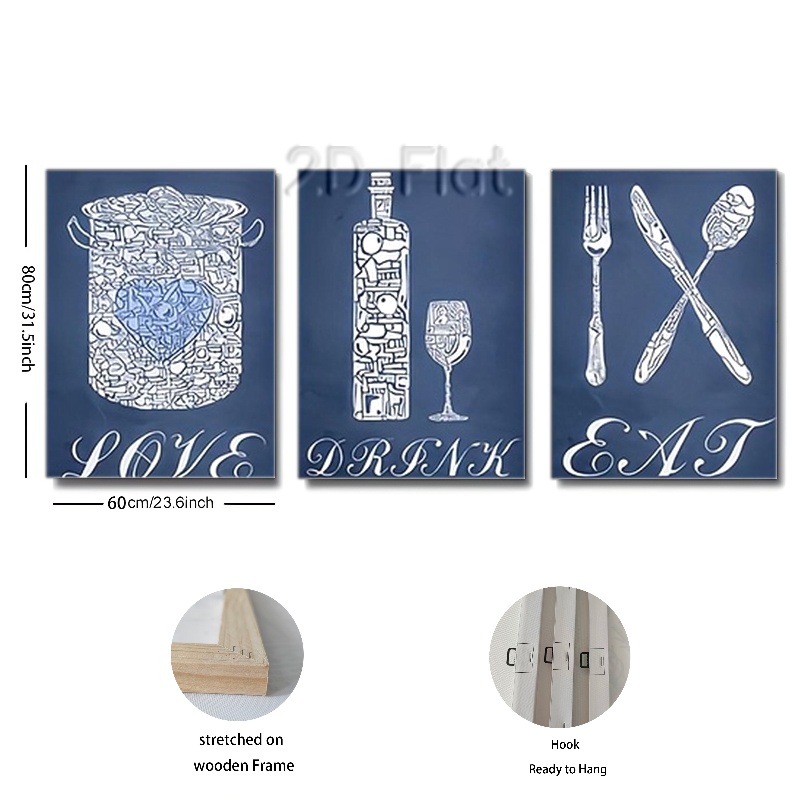 2D Flat
LOVE
DRINK
EAT
80cm/31.5inch
60cm/23.6inch
stretched on
wooden Frame
Hook
Ready to Hang